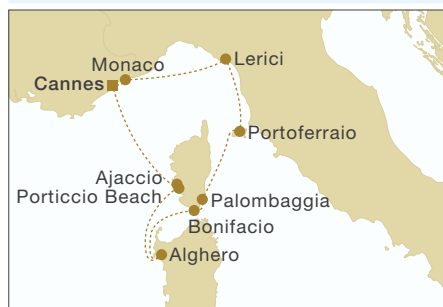 Monaco
Lerici
Cannes
Portoferraio
Ajaccio
Porticcio Beach
Palombaggia
Bonifacio
Alghero